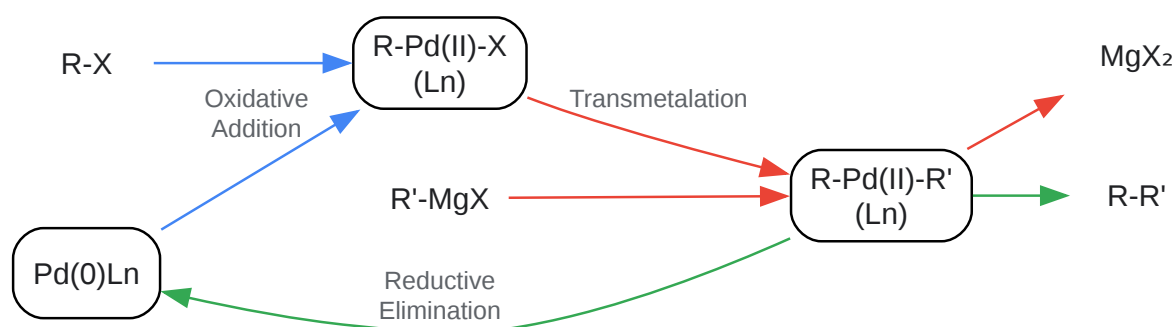 R-X
R-Pd(II)-X
(Ln)
MgX₂
Oxidative
Addition
Transmetalation
R'-MgX
R-Pd(II)-R'
(Ln)
R-R'
Pd(0)Ln
Reductive
Elimination